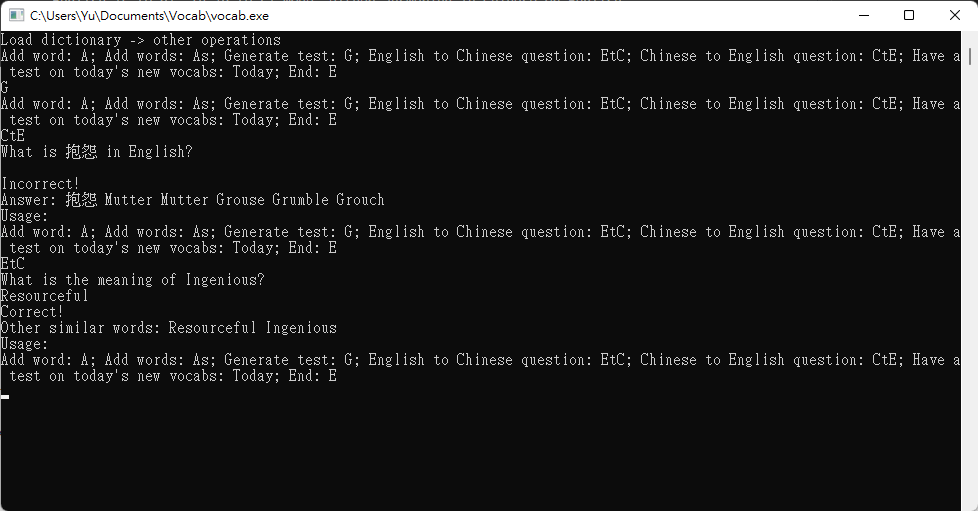 C:\Users\Yu\Documents\Vocab\vocab.exe
Load dictionary -> other operations
Add word: A; Add words: As; Generate test: G; English to Chinese question: EtC; Chinese to English question: CtE; Have a
 test on today's new vocabs: Today; End: E
G
Add word: A; Add words: As; Generate test: G; English to Chinese question: EtC; Chinese to English question: CtE; Have a
 test on today's new vocabs: Today; End: E
CtE
What is 抱怨 in English?
Incorrect!
Answer: 抱怨 Mutter Mutter Grouse Grumble Grouch
Usage:
Add word: A; Add words: As; Generate test: G; English to Chinese question: EtC; Chinese to English question: CtE; Have a
 test on today's new vocabs: Today; End: E
EtC
What is the meaning of Ingenious?
Resourceful
Correct!
Other similar words: Resourceful Ingenious
Usage:
Add word: A; Add words: As; Generate test: G; English to Chinese question: EtC; Chinese to English question: CtE; Have a
 test on today's new vocabs: Today; End: E